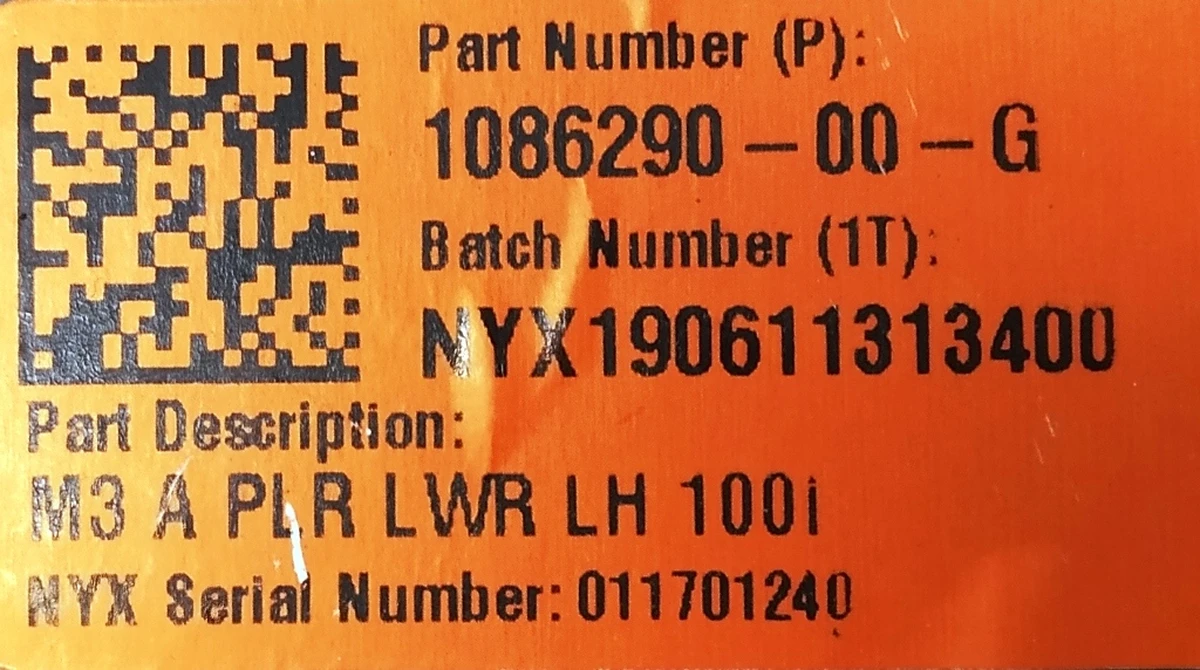 Part Number (P):
1086290-00-G
Batch Number (1T):
NYX190611313400
Part Description:
M3 A PLR LWR LH 100i
NYX Serial Number: 011701240